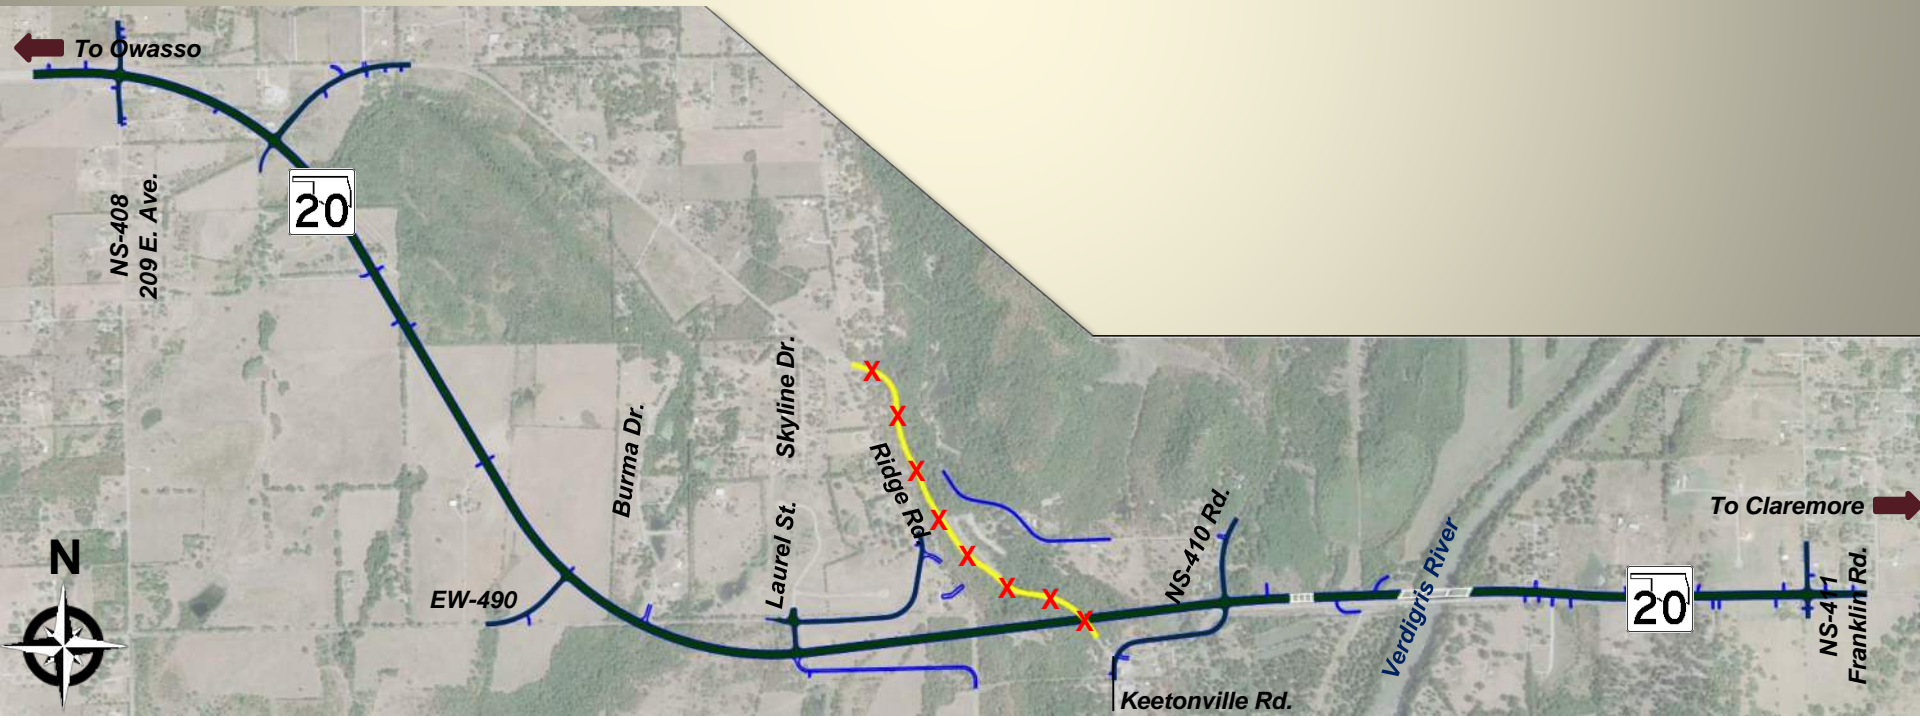 To Owasso
NS-408
209 E. Ave.
20
Skyline Dr.
Burma Dr.
Ridge Rd.
X
X
X
X
X
X
X
X
Laurel St.
NS-410 Rd.
To Claremore
Verdigris River
N
EW-490
20
NS-411
Franklin Rd.
Keetonville Rd.